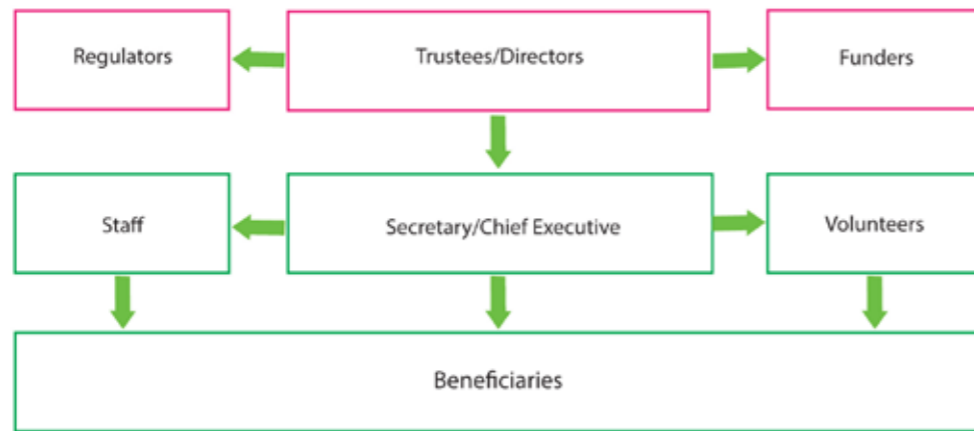 Regulators
Trustees/Directors
Funders
Staff
Secretary/Chief Executive
Volunteers
Beneficiaries